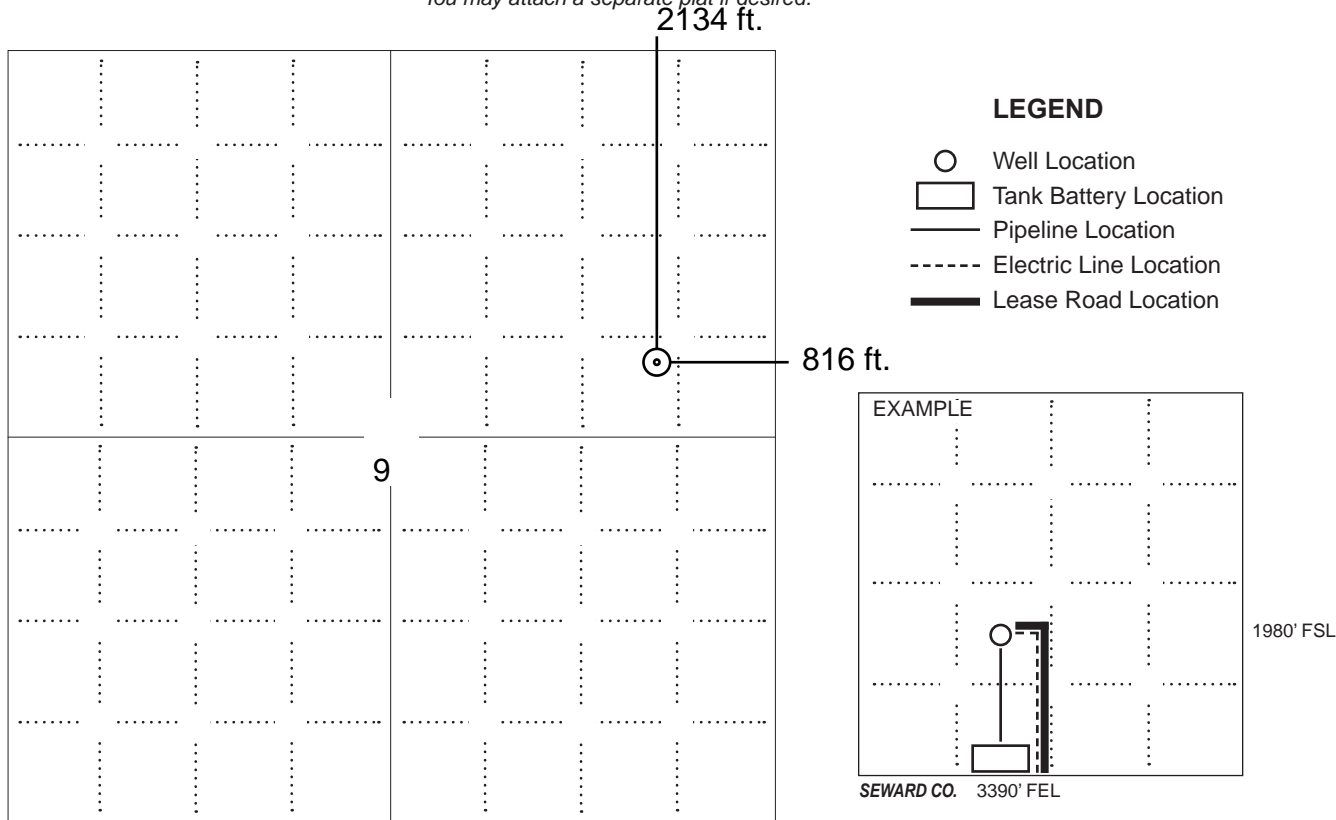 You may attach a separate plat if desired.
2134 ft.
LEGEND
Well Location
Tank Battery Location
Pipeline Location
Electric Line Location
Lease Road Location
816 ft.
EXAMPLE
9
1980' FSL
SEWARD CO. 3390' FEL